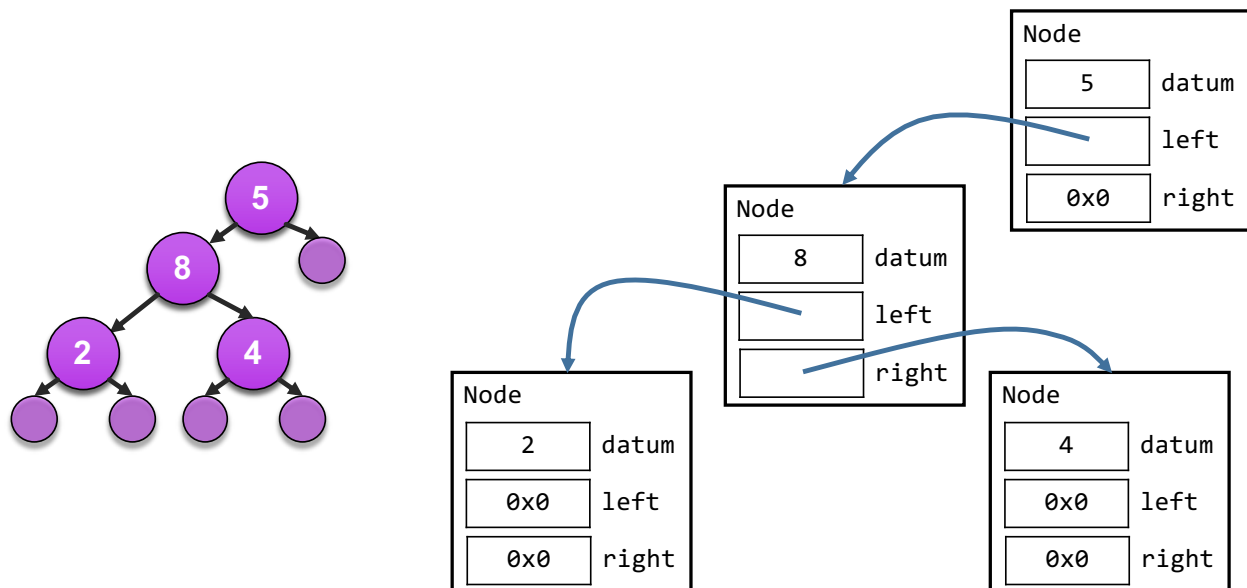 5
8
2
4
Node
5 datum
left
0x0 right
Node
8 datum
left
right
Node
2 datum
0x0 left
0x0 right
Node
4 datum
0x0 left
0x0 right